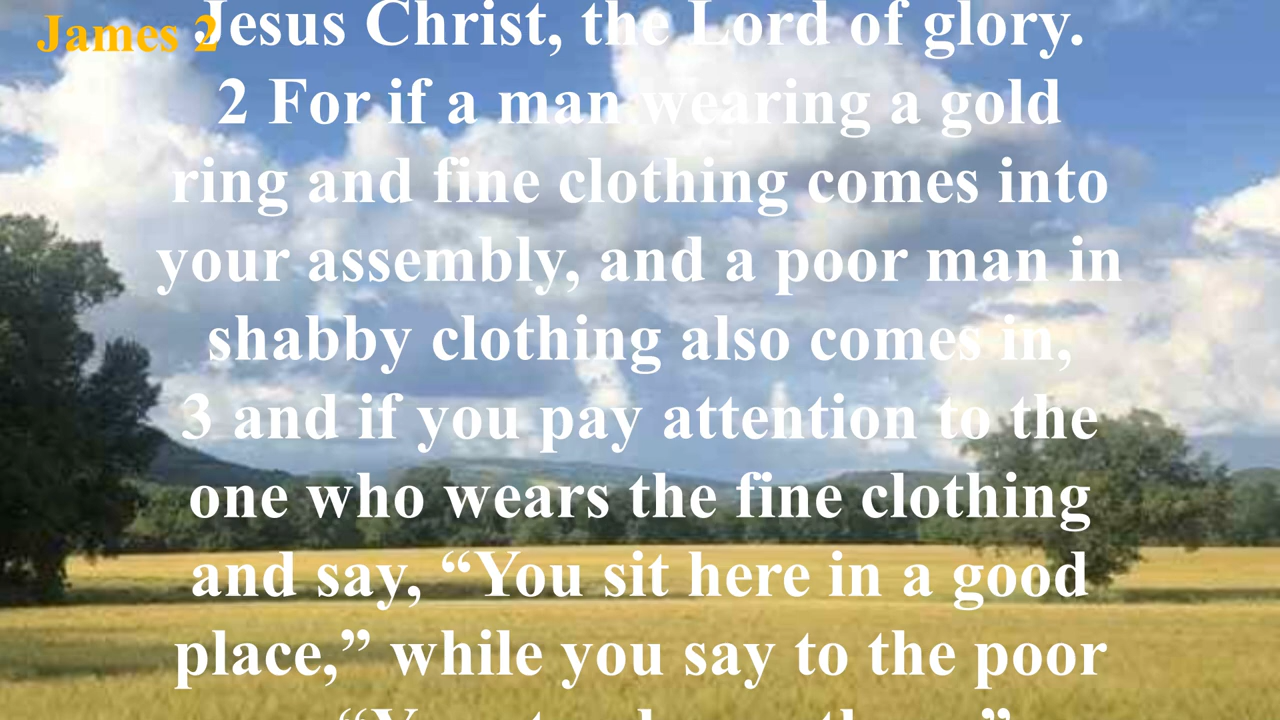 James 2
Jesus Christ, the Lord of glory.
2 For if a man wearing a gold
ring and fine clothing comes into
your assembly, and a poor man in
shabby clothing also comes in,
3 and if you pay attention to the
one who wears the fine clothing
and say, “You sit here in a good
place,” while you say to the poor